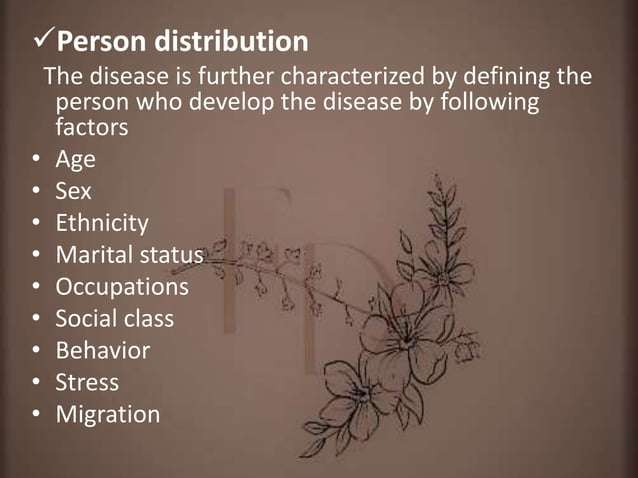 ✓Person distribution
The disease is further characterized by defining the
person who develop the disease by following
factors
• Age
• Sex
• Ethnicity
• Marital status
• Occupations
• Social class
• Behavior
• Stress
• Migration